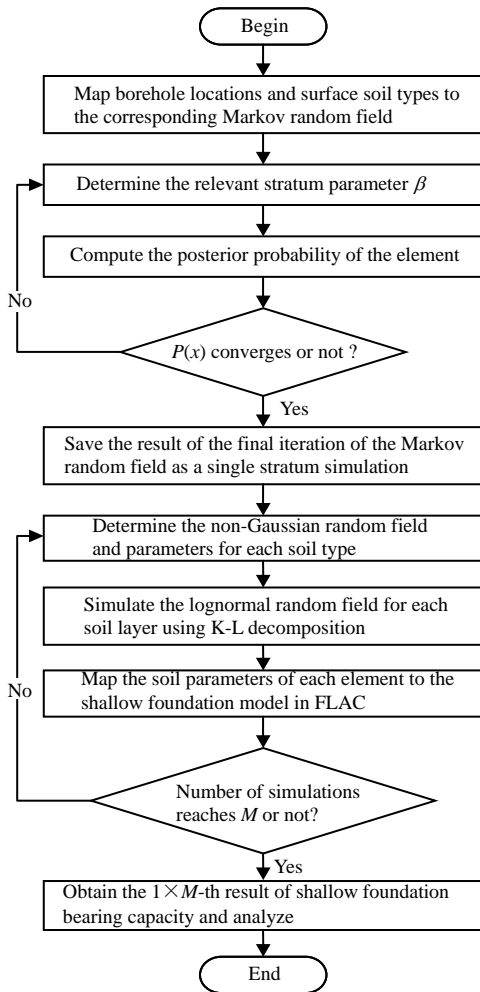 Begin
Map borehole locations and surface soil types to
the corresponding Markov random field
Determine the relevant stratum parameter β
Compute the posterior probability of the element
No
P(x) converges or not ?
Yes
Save the result of the final iteration of the Markov
random field as a single stratum simulation
Determine the non-Gaussian random field
and parameters for each soil type
Simulate the lognormal random field for each
soil layer using K-L decomposition
Map the soil parameters of each element to the
shallow foundation model in FLAC
No
Number of simulations
reaches M or not?
Yes
Obtain the 1×M-th result of shallow foundation
bearing capacity and analyze
End